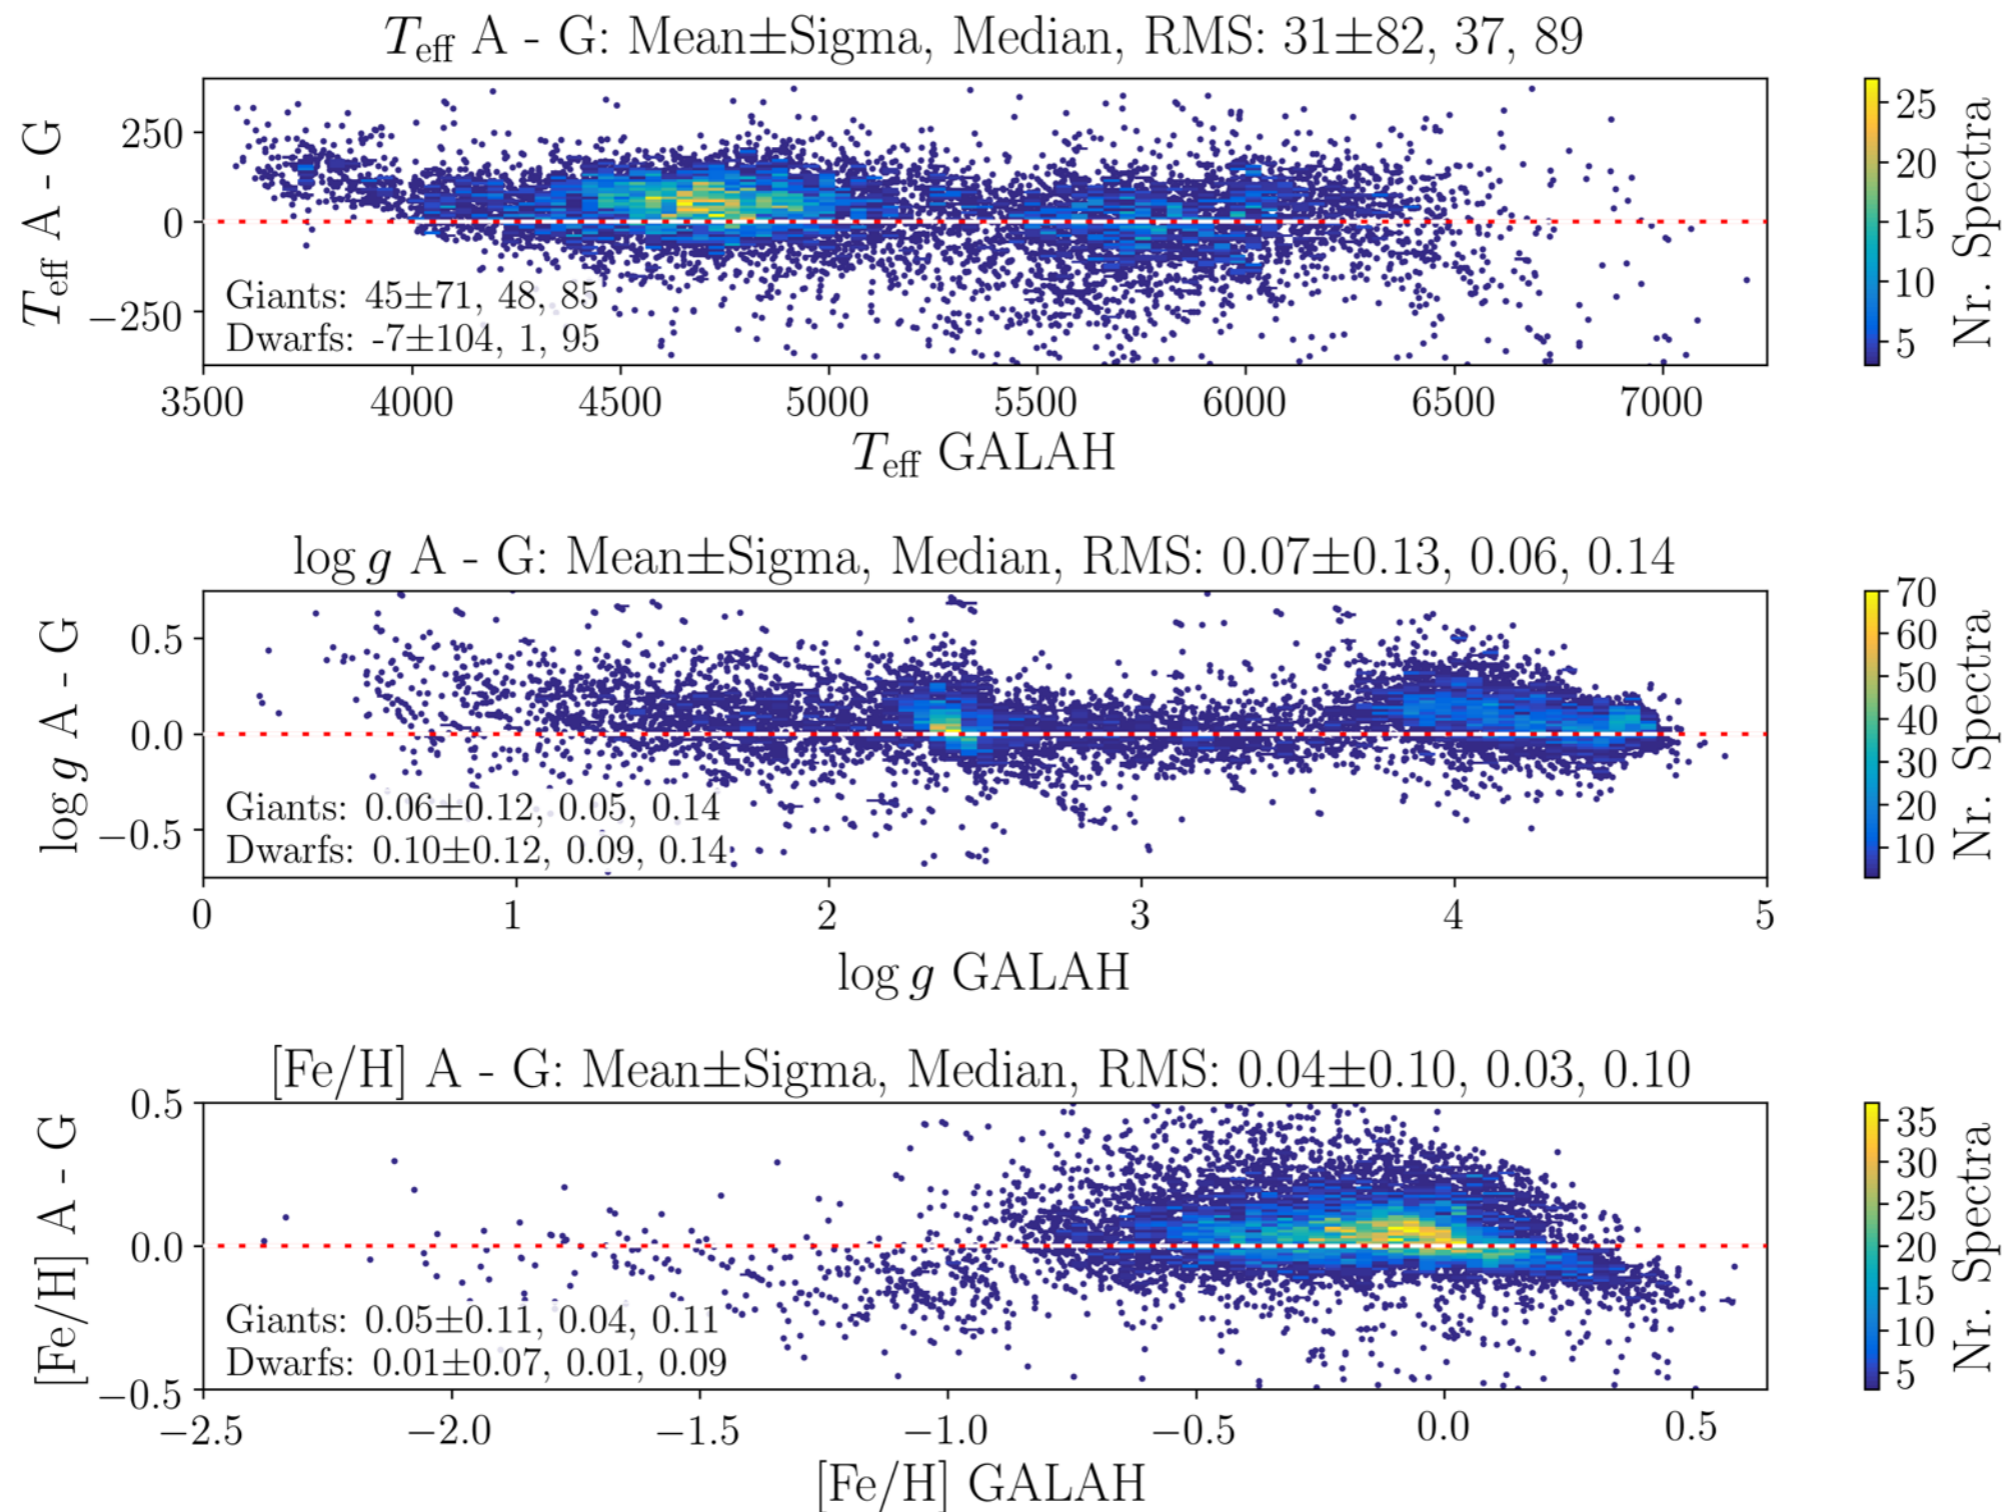 T_eff A - G: Mean±Sigma, Median, RMS: 31±82, 37, 89
T_eff A - G
250
0
−250
Giants: 45±71, 48, 85
Dwarfs: -7±104, 1, 95
3500 4000 4500 5000 5500 6000 6500 7000
T_eff GALAH
25
20
15
10
5
Nr. Spectra
log g A - G: Mean±Sigma, Median, RMS: 0.07±0.13, 0.06, 0.14
log g A - G
0.5
0.0
−0.5
Giants: 0.06±0.12, 0.05, 0.14
Dwarfs: 0.10±0.12, 0.09, 0.14
0 1 2 3 4 5
log g GALAH
70
60
50
40
30
20
10
Nr. Spectra
[Fe/H] A - G: Mean±Sigma, Median, RMS: 0.04±0.10, 0.03, 0.10
[Fe/H] A - G
0.5
0.0
−0.5
Giants: 0.05±0.11, 0.04, 0.11
Dwarfs: 0.01±0.07, 0.01, 0.09
−2.5 −2.0 −1.5 −1.0 −0.5 0.0 0.5
[Fe/H] GALAH
35
30
25
20
15
10
5
Nr. Spectra